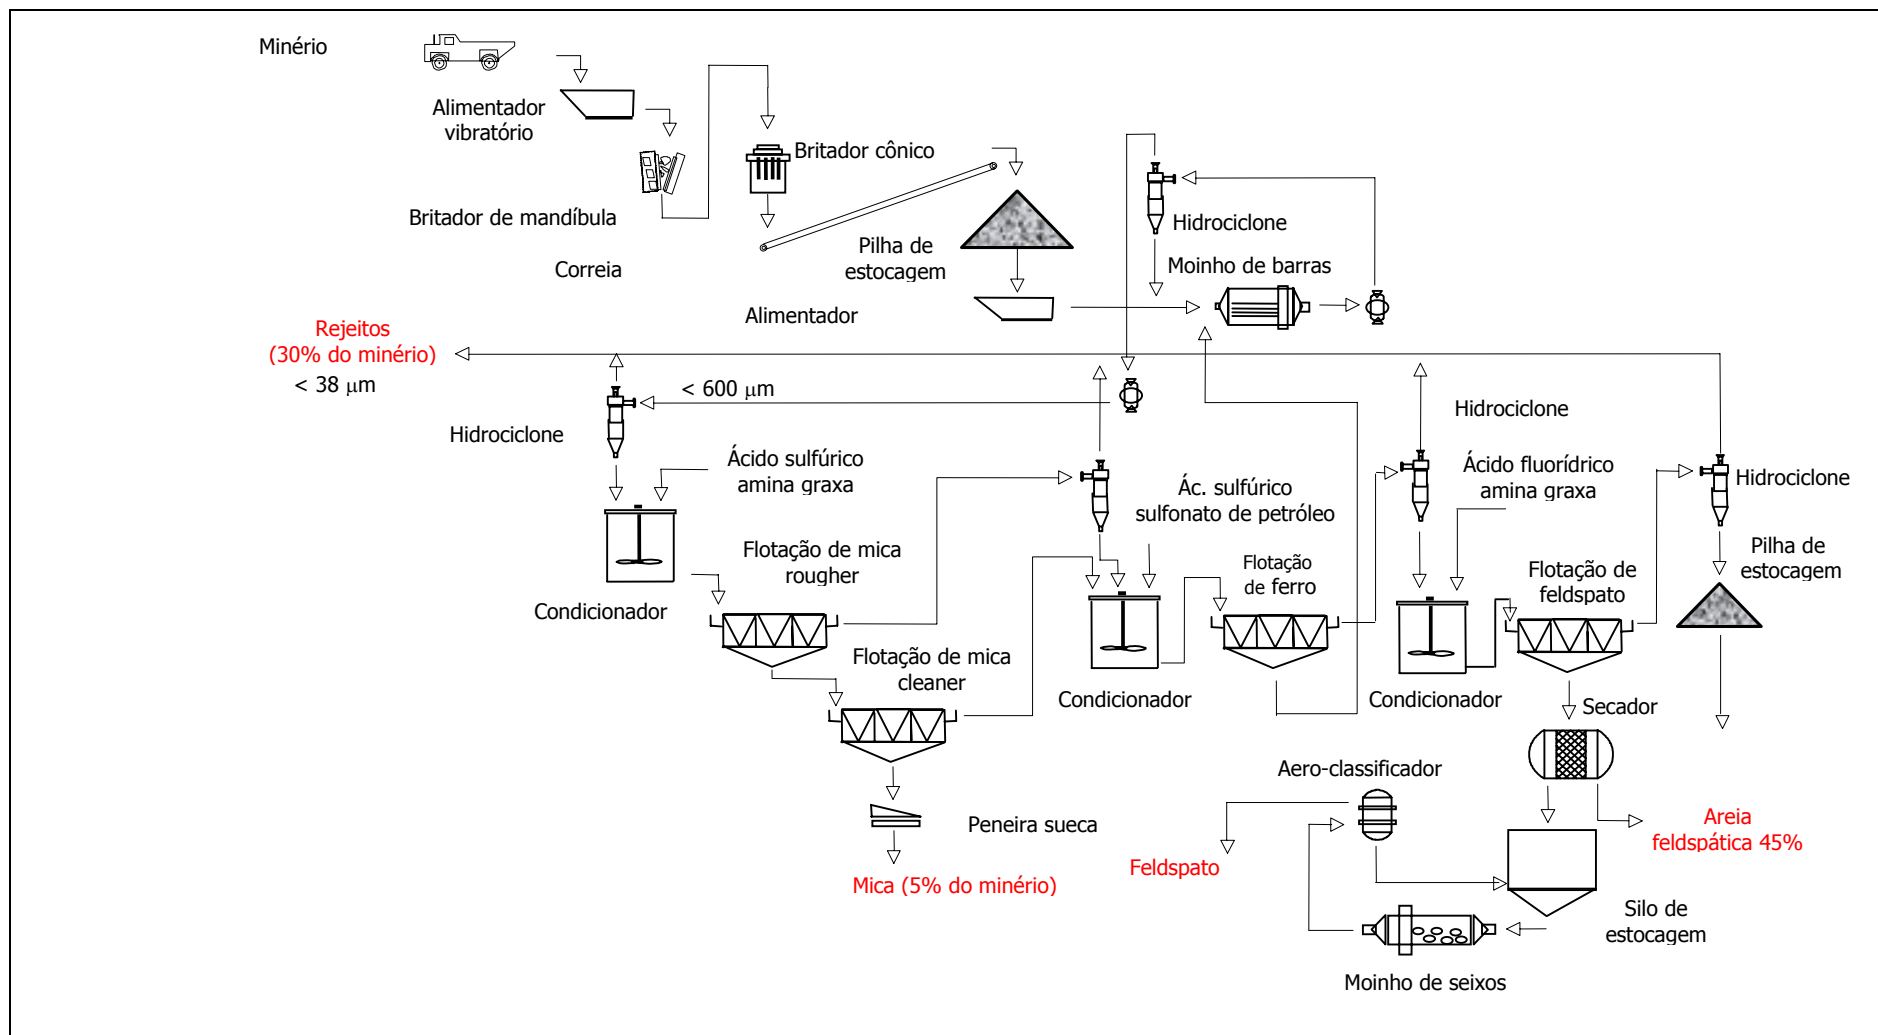 Minério
Alimentador
vibratório
Britador cônico
Britador de mandíbula
Hidrociclone
Pilha de
estocagem
Moinho de barras
Correia
Alimentador
Rejeitos
(30% do minério)
< 38 μm
< 600 μm
Hidrociclone
Hidrociclone
Ácido sulfúrico
amina graxa
Ác. sulfúrico
sulfonato de petróleo
Ácido fluorídrico
amina graxa
Hidrociclone
Flotação de mica
rougher
Flotação
de ferro
Flotação de
feldspato
Pilha de
estocagem
Condicionador
Flotação de mica
cleaner
Condicionador
Condicionador
Secador
Aero-classificador
Peneira sueca
Areia
feldspática 45%
Feldspato
Mica (5% do minério)
Silo de
estocagem
Moinho de seixos